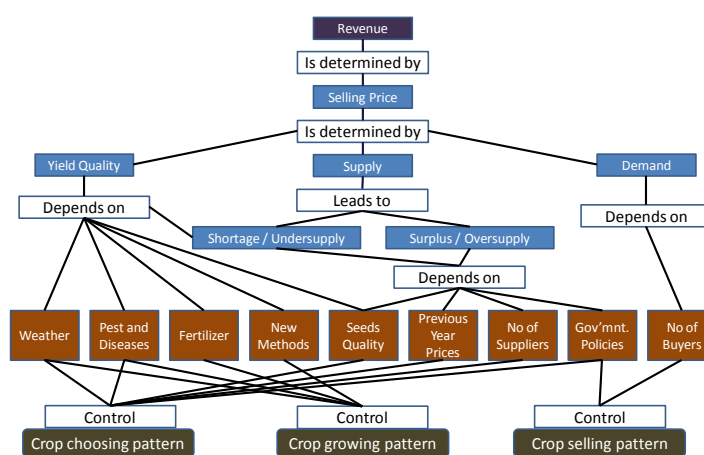 Revenue
Is determined by
Selling Price
Is determined by
Yield Quality
Supply
Demand
Depends on
Leads to
Depends on
Shortage / Undersupply
Surplus / Oversupply
Depends on
Weather
Pest and
Diseases
Fertilizer
New
Methods
Seeds
Quality
Previous
Year
Prices
No of
Suppliers
Gov’mnt.
Policies
No of
Buyers
Control
Control
Control
Crop choosing pattern
Crop growing pattern
Crop selling pattern